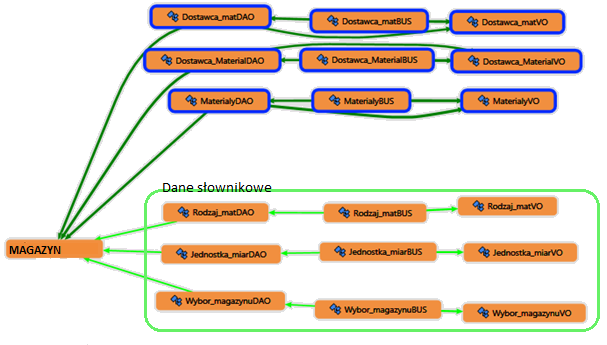 Dostawca_matDAO
Dostawca_matBUS
Dostawca_matVO
Dostawca_MaterialDAO
Dostawca_MaterialBUS
Dostawca_MaterialVO
MaterialyDAO
MaterialyBUS
MaterialyVO
Dane słownikowe
Rodzaj_matDAO
Rodzaj_matBUS
Rodzaj_matVO
MAGAZYN
Jednostka_miarDAO
Jednostka_miarBUS
Jednostka_miarVO
Wybor_magazynuDAO
Wybor_magazynuBUS
Wybor_magazynuVO